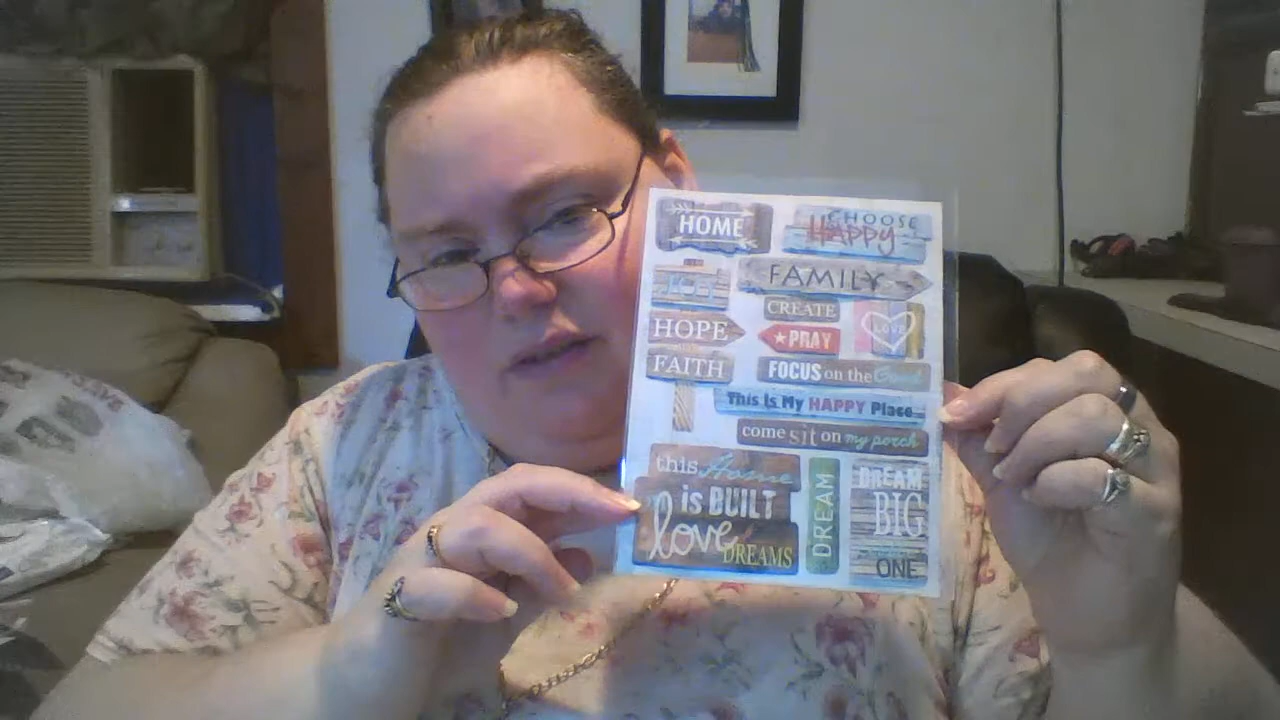 HOME
CHOOSE
HAPPY
JOY
FAMILY
CREATE
HOPE
PRAY
LOVE
FAITH
FOCUS on the Good
This Is My HAPPY Place
come sit on my porch
this Home
is BUILT
love
DREAMS
DREAM
DREAM
BIG
ONE